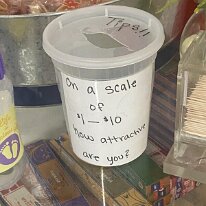 Tips!!
On a scale
of
$1 — $10
How attractive
are you?